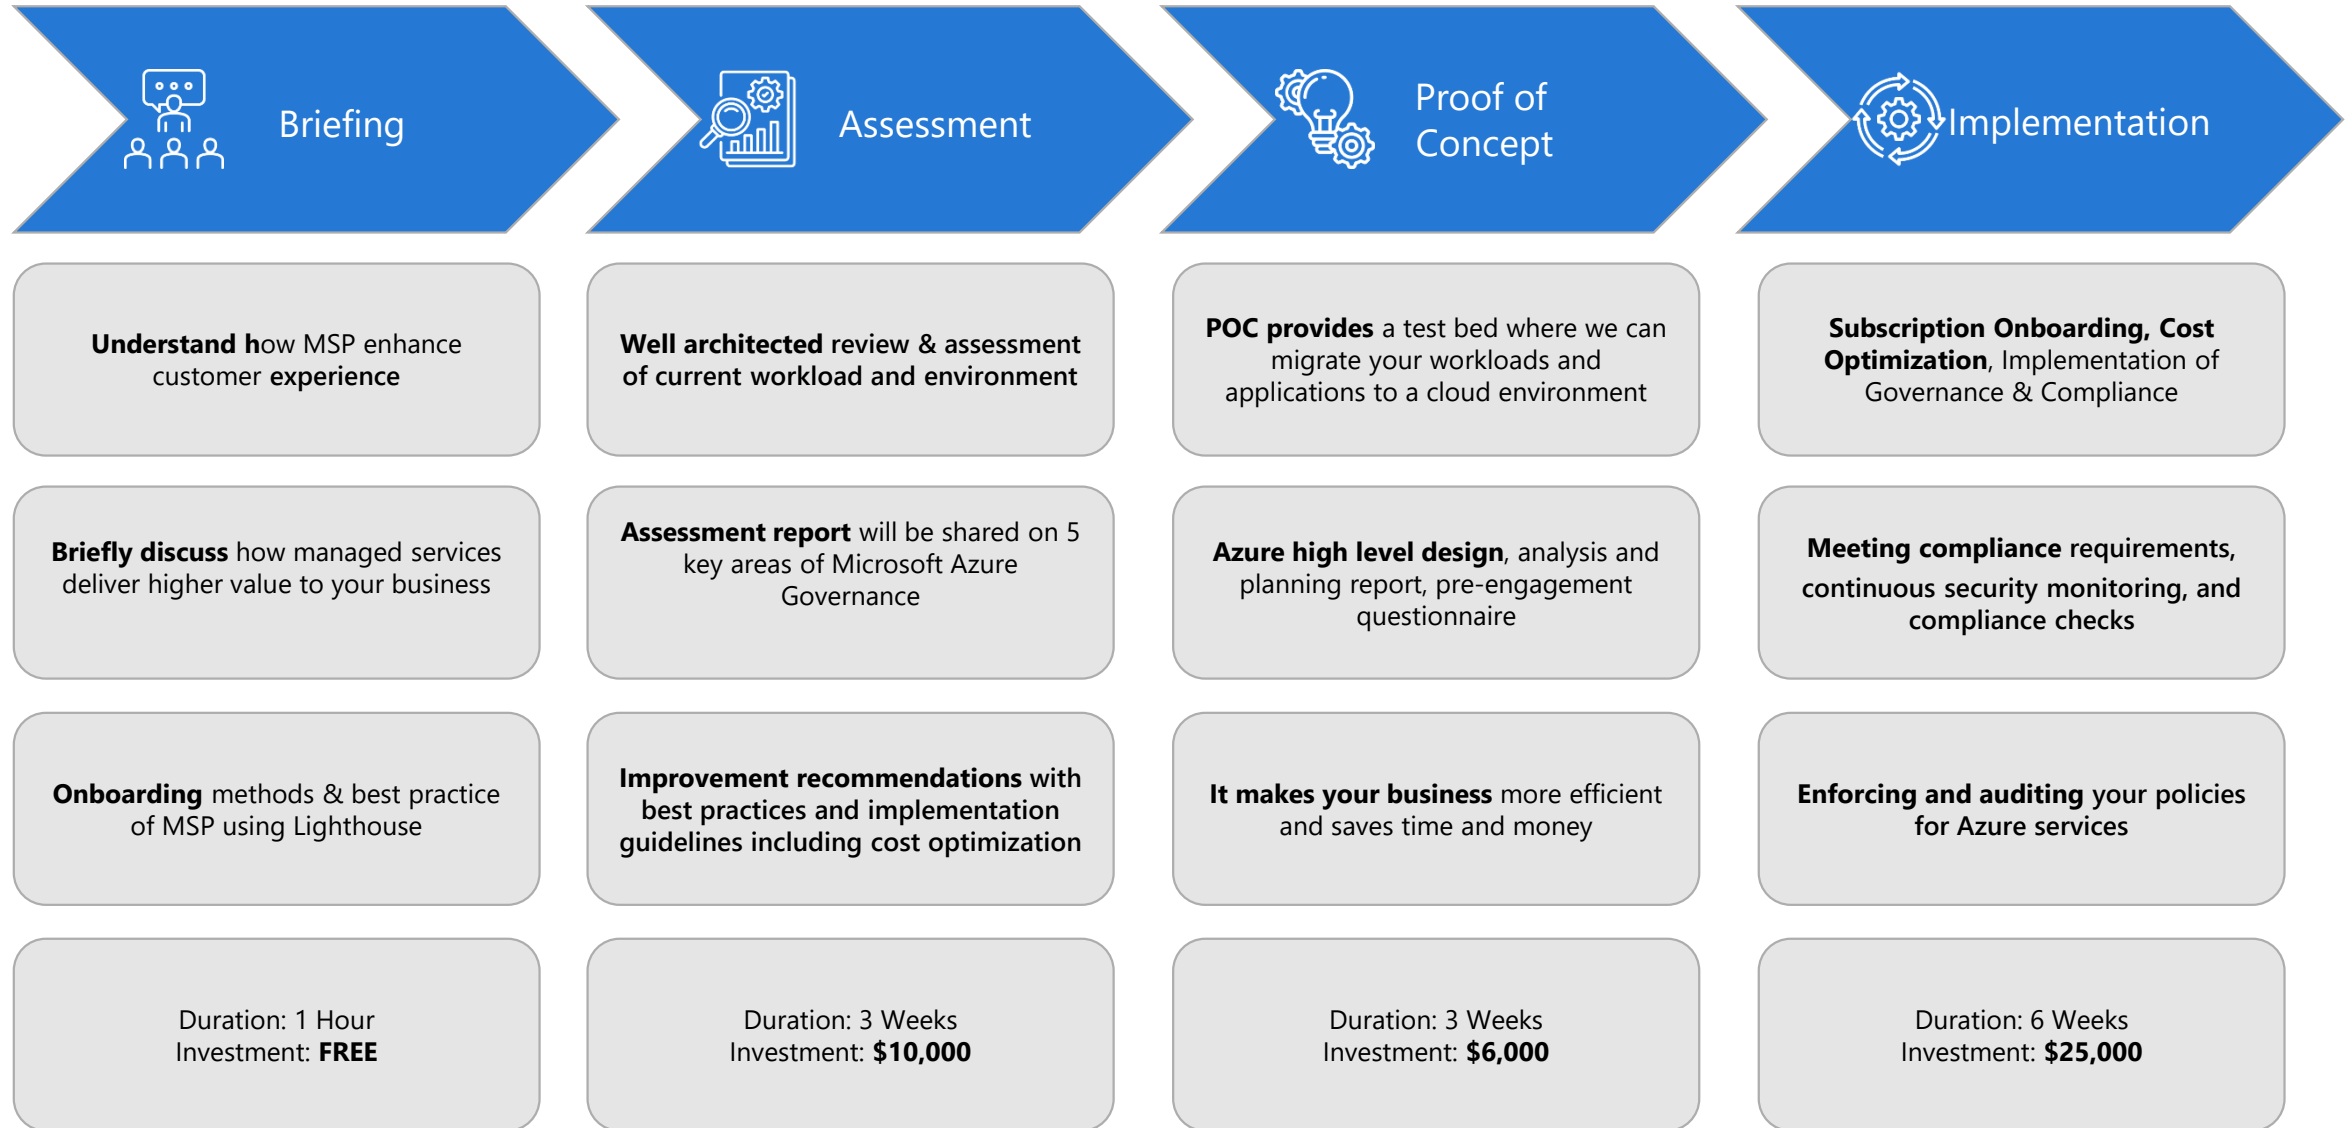 Briefing
Assessment
Proof of
Concept
Implementation
Understand how MSP enhance
customer experience
Well architected review & assessment
of current workload and environment
POC provides a test bed where we can
migrate your workloads and
applications to a cloud environment
Subscription Onboarding, Cost
Optimization, Implementation of
Governance & Compliance
Briefly discuss how managed services
deliver higher value to your business
Assessment report will be shared on 5
key areas of Microsoft Azure
Governance
Azure high level design, analysis and
planning report, pre-engagement
questionnaire
Meeting compliance requirements,
continuous security monitoring, and
compliance checks
Onboarding methods & best practice
of MSP using Lighthouse
Improvement recommendations with
best practices and implementation
guidelines including cost optimization
It makes your business more efficient
and saves time and money
Enforcing and auditing your policies
for Azure services
Duration: 1 Hour
Investment: FREE
Duration: 3 Weeks
Investment: $10,000
Duration: 3 Weeks
Investment: $6,000
Duration: 6 Weeks
Investment: $25,000